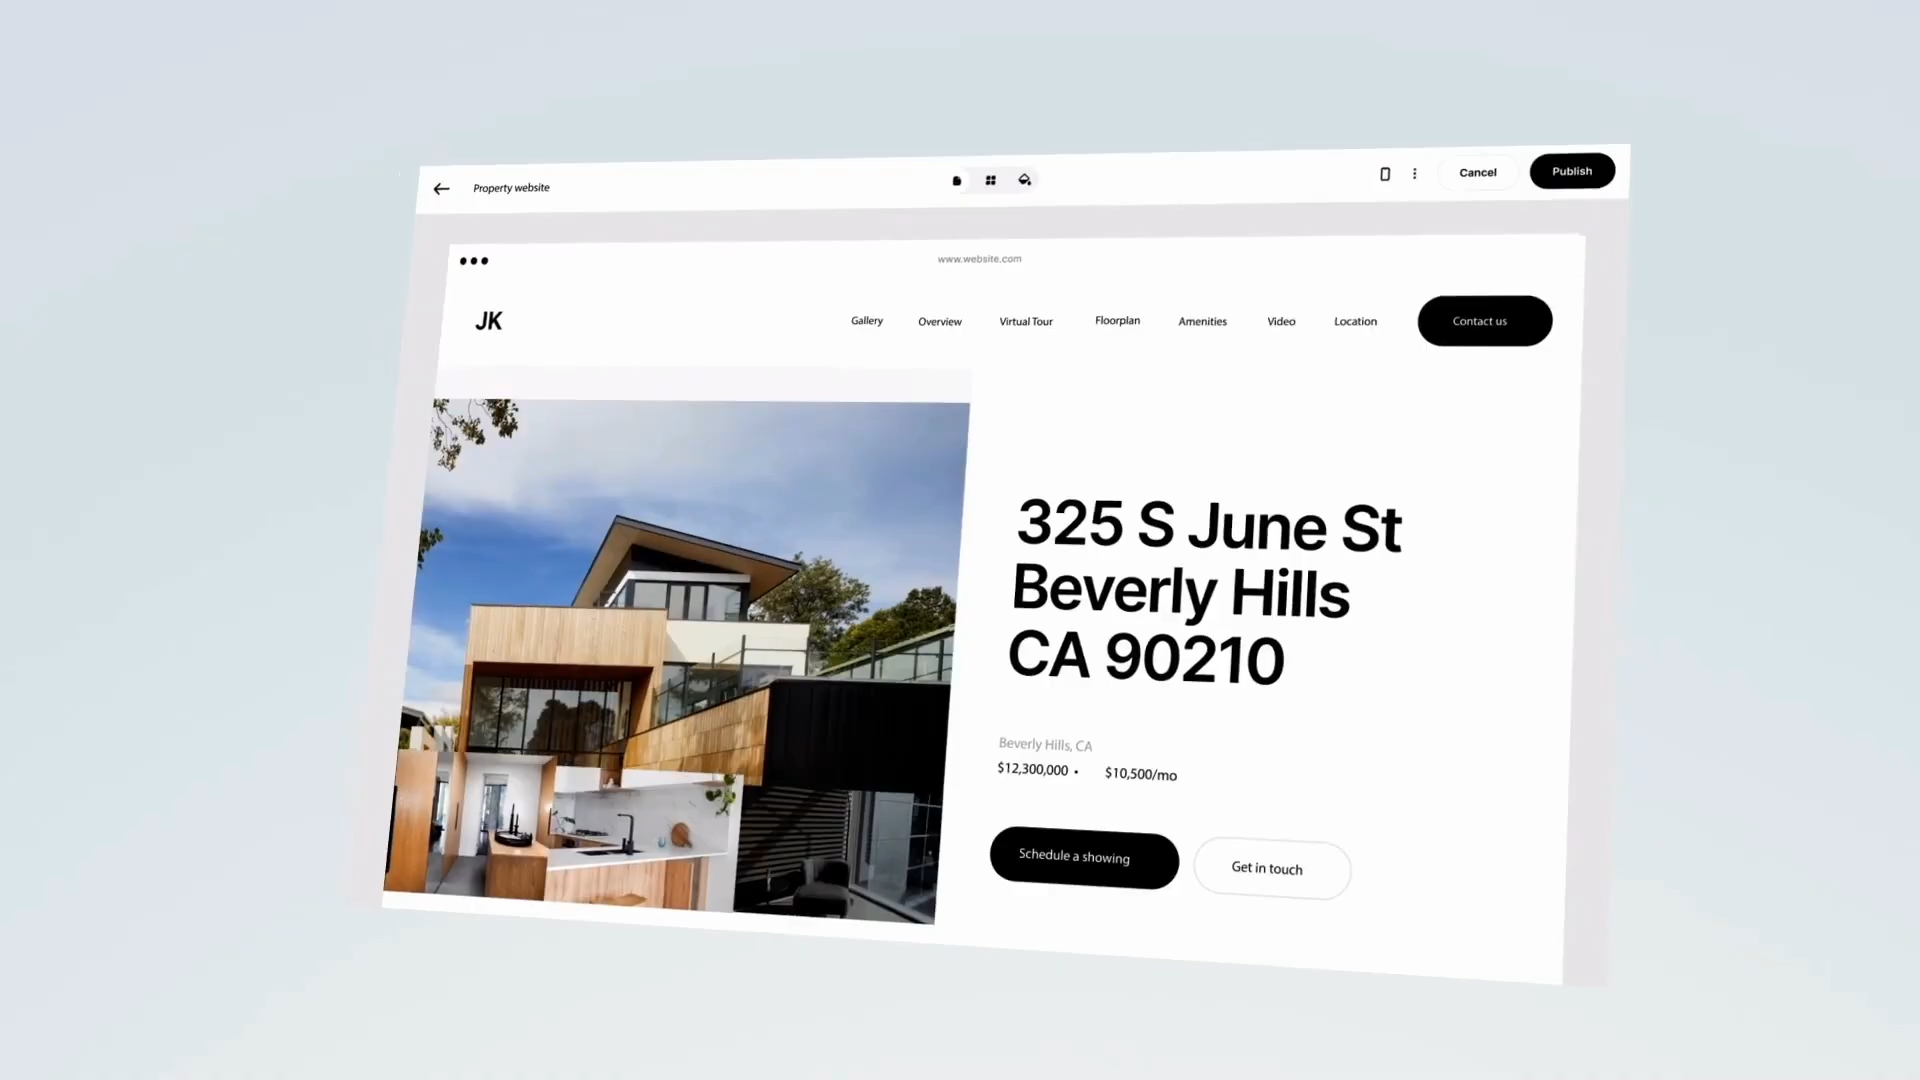 Property website
Cancel
Publish
www.website.com
JK
Gallery
Overview
Virtual Tour
Floorplan
Amenities
Video
Location
Contact us
325 S June St
Beverly Hills
CA 90210
Beverly Hills, CA
$12,300,000 • $10,500/mo
Schedule a showing
Get in touch